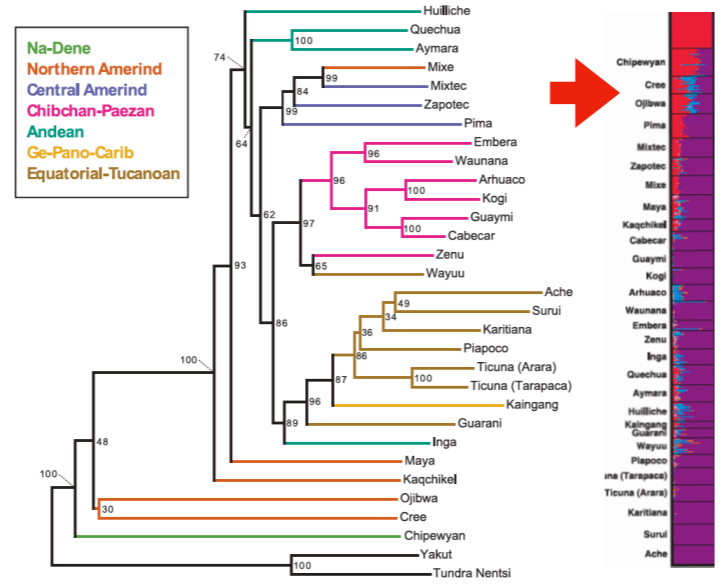 Na-Dene
Northern Amerind
Central Amerind
Chibchan-Paezan
Andean
Ge-Pano-Carib
Equatorial-Tucanoan
Huilliche
Quechua
100
Aymara
74
Mixe
99
Mixtec
84
Zapotec
99
Pima
64
Embera
96
Waunana
96
Arhuaco
100
Kogi
91
Guaymi
100
Cabecar
62
97
Zenu
65
Wayuu
93
Ache
49
Surui
34
Karitiana
36
Piapoco
86
86
Ticuna (Arara)
100
Ticuna (Tarapaca)
87
Kaingang
96
Guarani
89
Inga
100
Maya
Kaqchikel
48
Ojibwa
30
Cree
100
Chipewyan
Yakut
100
Tundra Nentsi
Chipewyan
Cree
Ojibwa
Pima
Mixtec
Zapotec
Mixe
Maya
Kaqchikel
Cabecar
Guaymi
Kogi
Arhuaco
Waunana
Embera
Zenu
Inga
Quechua
Aymara
Huilliche
Kaingang
Guarani
Wayuu
Piapoco
una (Tarapaca)
Ticuna (Arara)
Karitiana
Surui
Ache